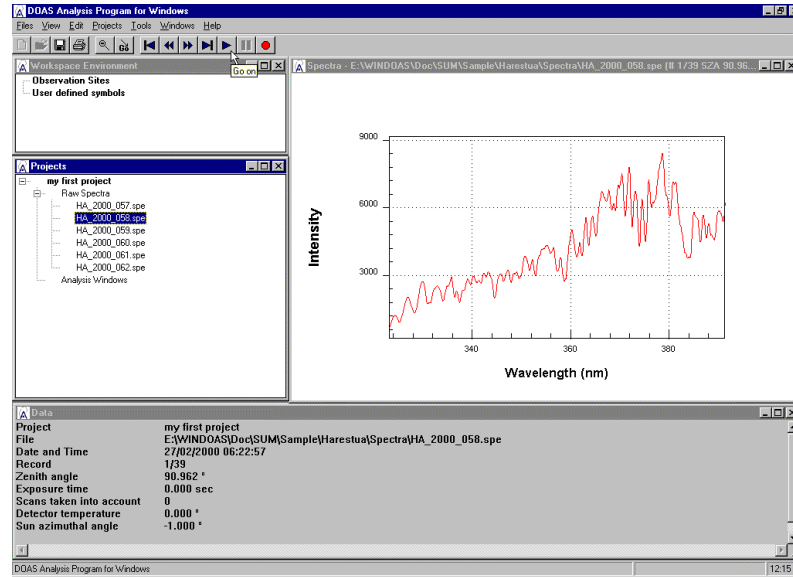 DOAS Analysis Program for Windows
Files View Edit Projects Tools Windows Help
Go on
Workspace Environment
Observation Sites
User defined symbols
Projects
my first project
Raw Spectra
HA_2000_057.spe
HA_2000_058.spe
HA_2000_059.spe
HA_2000_060.spe
HA_2000_061.spe
HA_2000_062.spe
Analysis Windows
Spectra - E:\WINDOAS\Doc\SUM\Sample\Harestua\Spectra\HA_2000_058.spe (# 1/39 SZA 90.96...
9000
6000
3000
Intensity
340 360 380
Wavelength (nm)
Data
Project my first project
File E:\WINDOAS\Doc\SUM\Sample\Harestua\Spectra\HA_2000_058.spe
Date and Time 27/02/2000 06:22:57
Record 1/39
Zenith angle 90.962 °
Exposure time 0.000 sec
Scans taken into account 0
Detector temperature 0.000 °
Sun azimuthal angle -1.000 °
DOAS Analysis Program for Windows
12:15